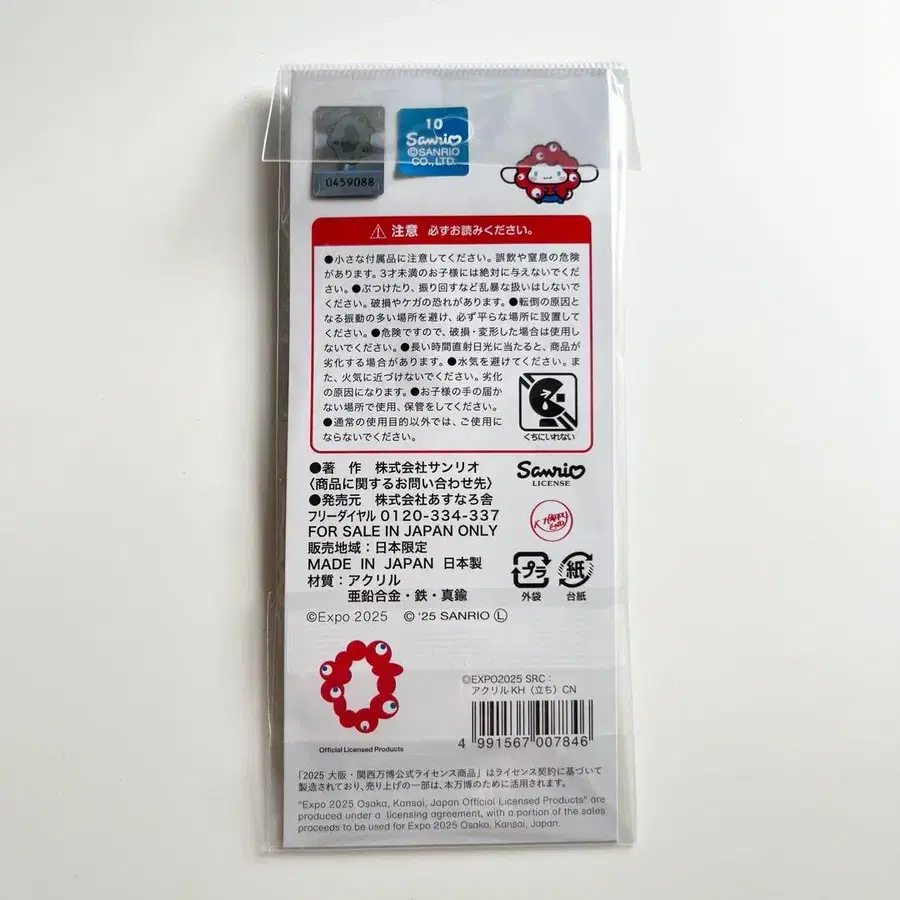 0459088
10
Sanrio
©SANRIO
CO., LTD.
⚠ 注意 必ずお読みください。
●小さな付属品に注意してください。誤飲や窒息の危険
があります。3才未満のお子様には絶対に与えないでくだ
さい。●ぶつけたり、振り回すなど乱暴な扱いはしないで
ください。破損やケガの恐れがあります。●転倒の原因と
なる振動の多い場所を避け、必ず平らな場所に設置して
ください。●危険ですので、破損・変形した場合は使用し
ないでください。●長い時間直射日光に当たると、商品が
劣化する場合があります。●水気を避けてください。ま
た、火気に近づけないでください。劣化
の原因になります。●お子様の手の届か
ない場所で使用、保管をしてください。
●通常の使用目的以外では、ご使用に
ならないでください。
くちにいれない
●著 作 株式会社サンリオ
〈商品に関するお問い合わせ先〉
●発売元 株式会社あすなろ舎
フリーダイヤル 0120-334-337
FOR SALE IN JAPAN ONLY
販売地域：日本限定
MADE IN JAPAN 日本製
材質：アクリル
亜鉛合金・鉄・真鍮
Sanrio
LICENSE
HAPPY
END
プラ
外袋
紙
台紙
©Expo 2025 © '25 SANRIO Ⓛ
Official Licensed Products
©EXPO2025 SRC：
アクリルKH〈立ち〉CN
4 991567 007846
「2025 大阪・関西万博公式ライセンス商品」はライセンス契約に基づいて
製造されており、売り上げの一部は、本万博のために活用されます。
"Expo 2025 Osaka, Kansai, Japan Official Licensed Products" are
produced under a licensing agreement, with a portion of the sales
proceeds to be used for Expo 2025 Osaka, Kansai, Japan.